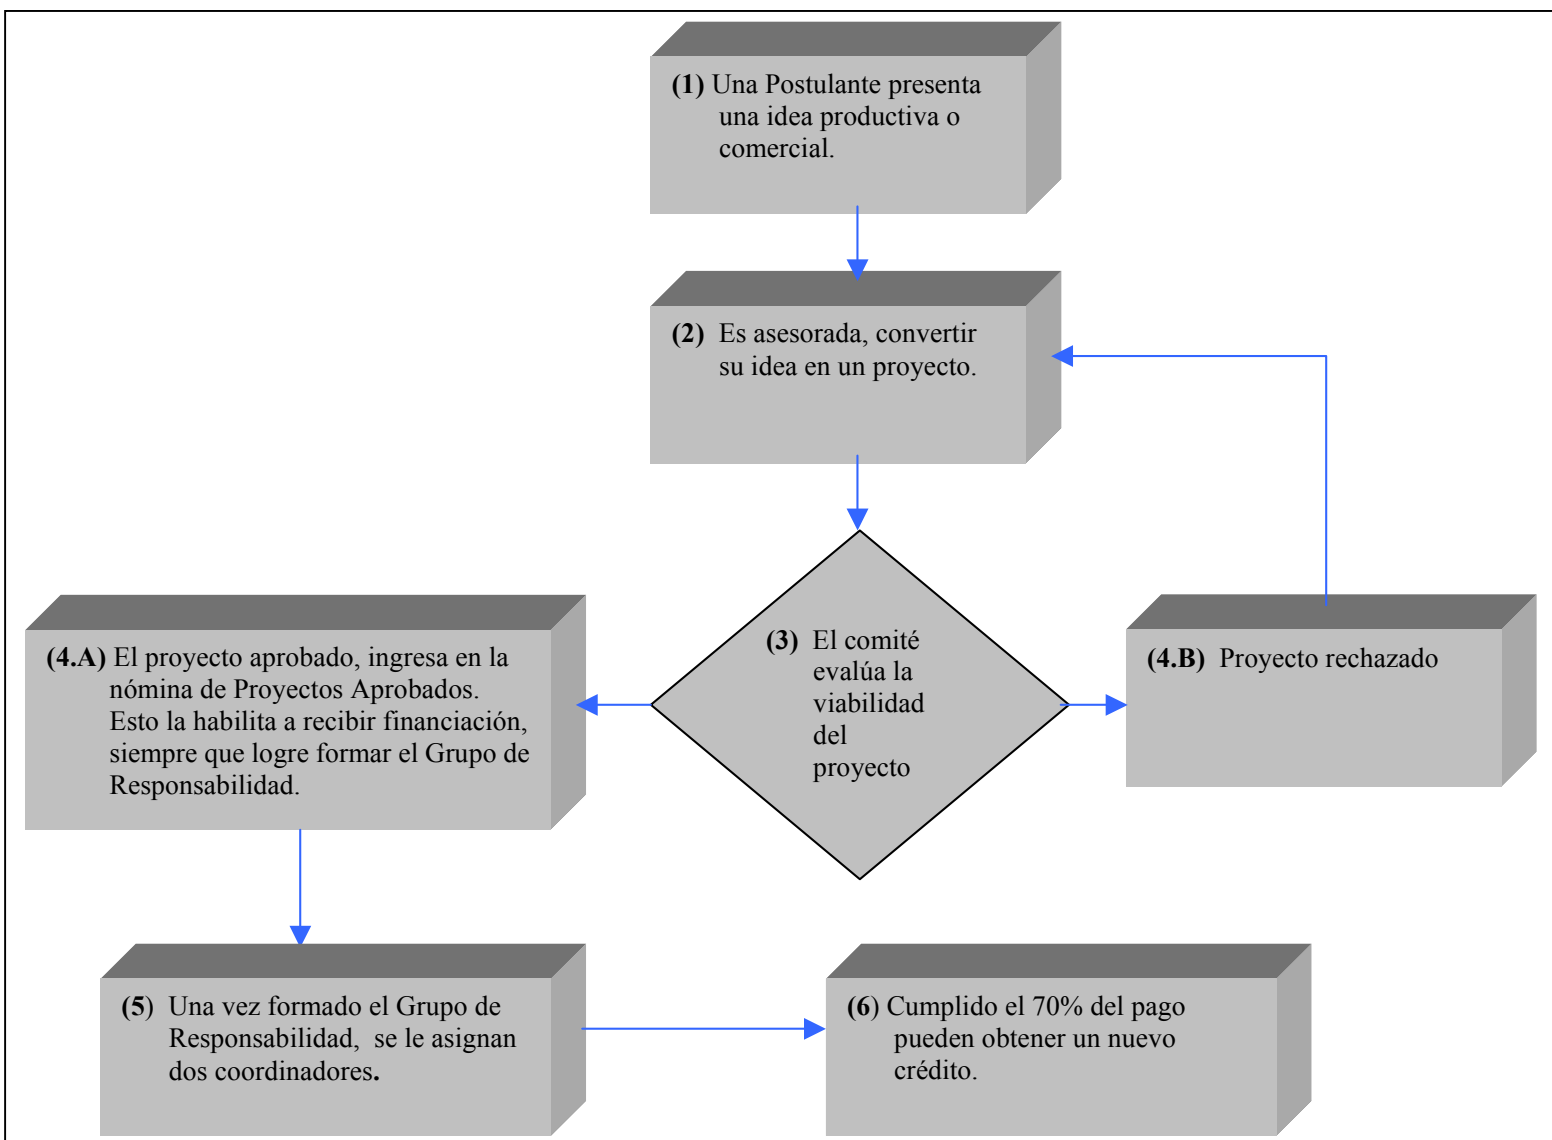 (1) Una Postulante presenta
una idea productiva o
comercial.
(2) Es asesorada, convertir
su idea en un proyecto.
(3) El comité
evalúa la
viabilidad
del
proyecto
(4.A) El proyecto aprobado, ingresa en la
nómina de Proyectos Aprobados.
Esto la habilita a recibir financiación,
siempre que logre formar el Grupo de
Responsabilidad.
(4.B) Proyecto rechazado
(5) Una vez formado el Grupo de
Responsabilidad, se le asignan
dos coordinadores.
(6) Cumplido el 70% del pago
pueden obtener un nuevo
crédito.